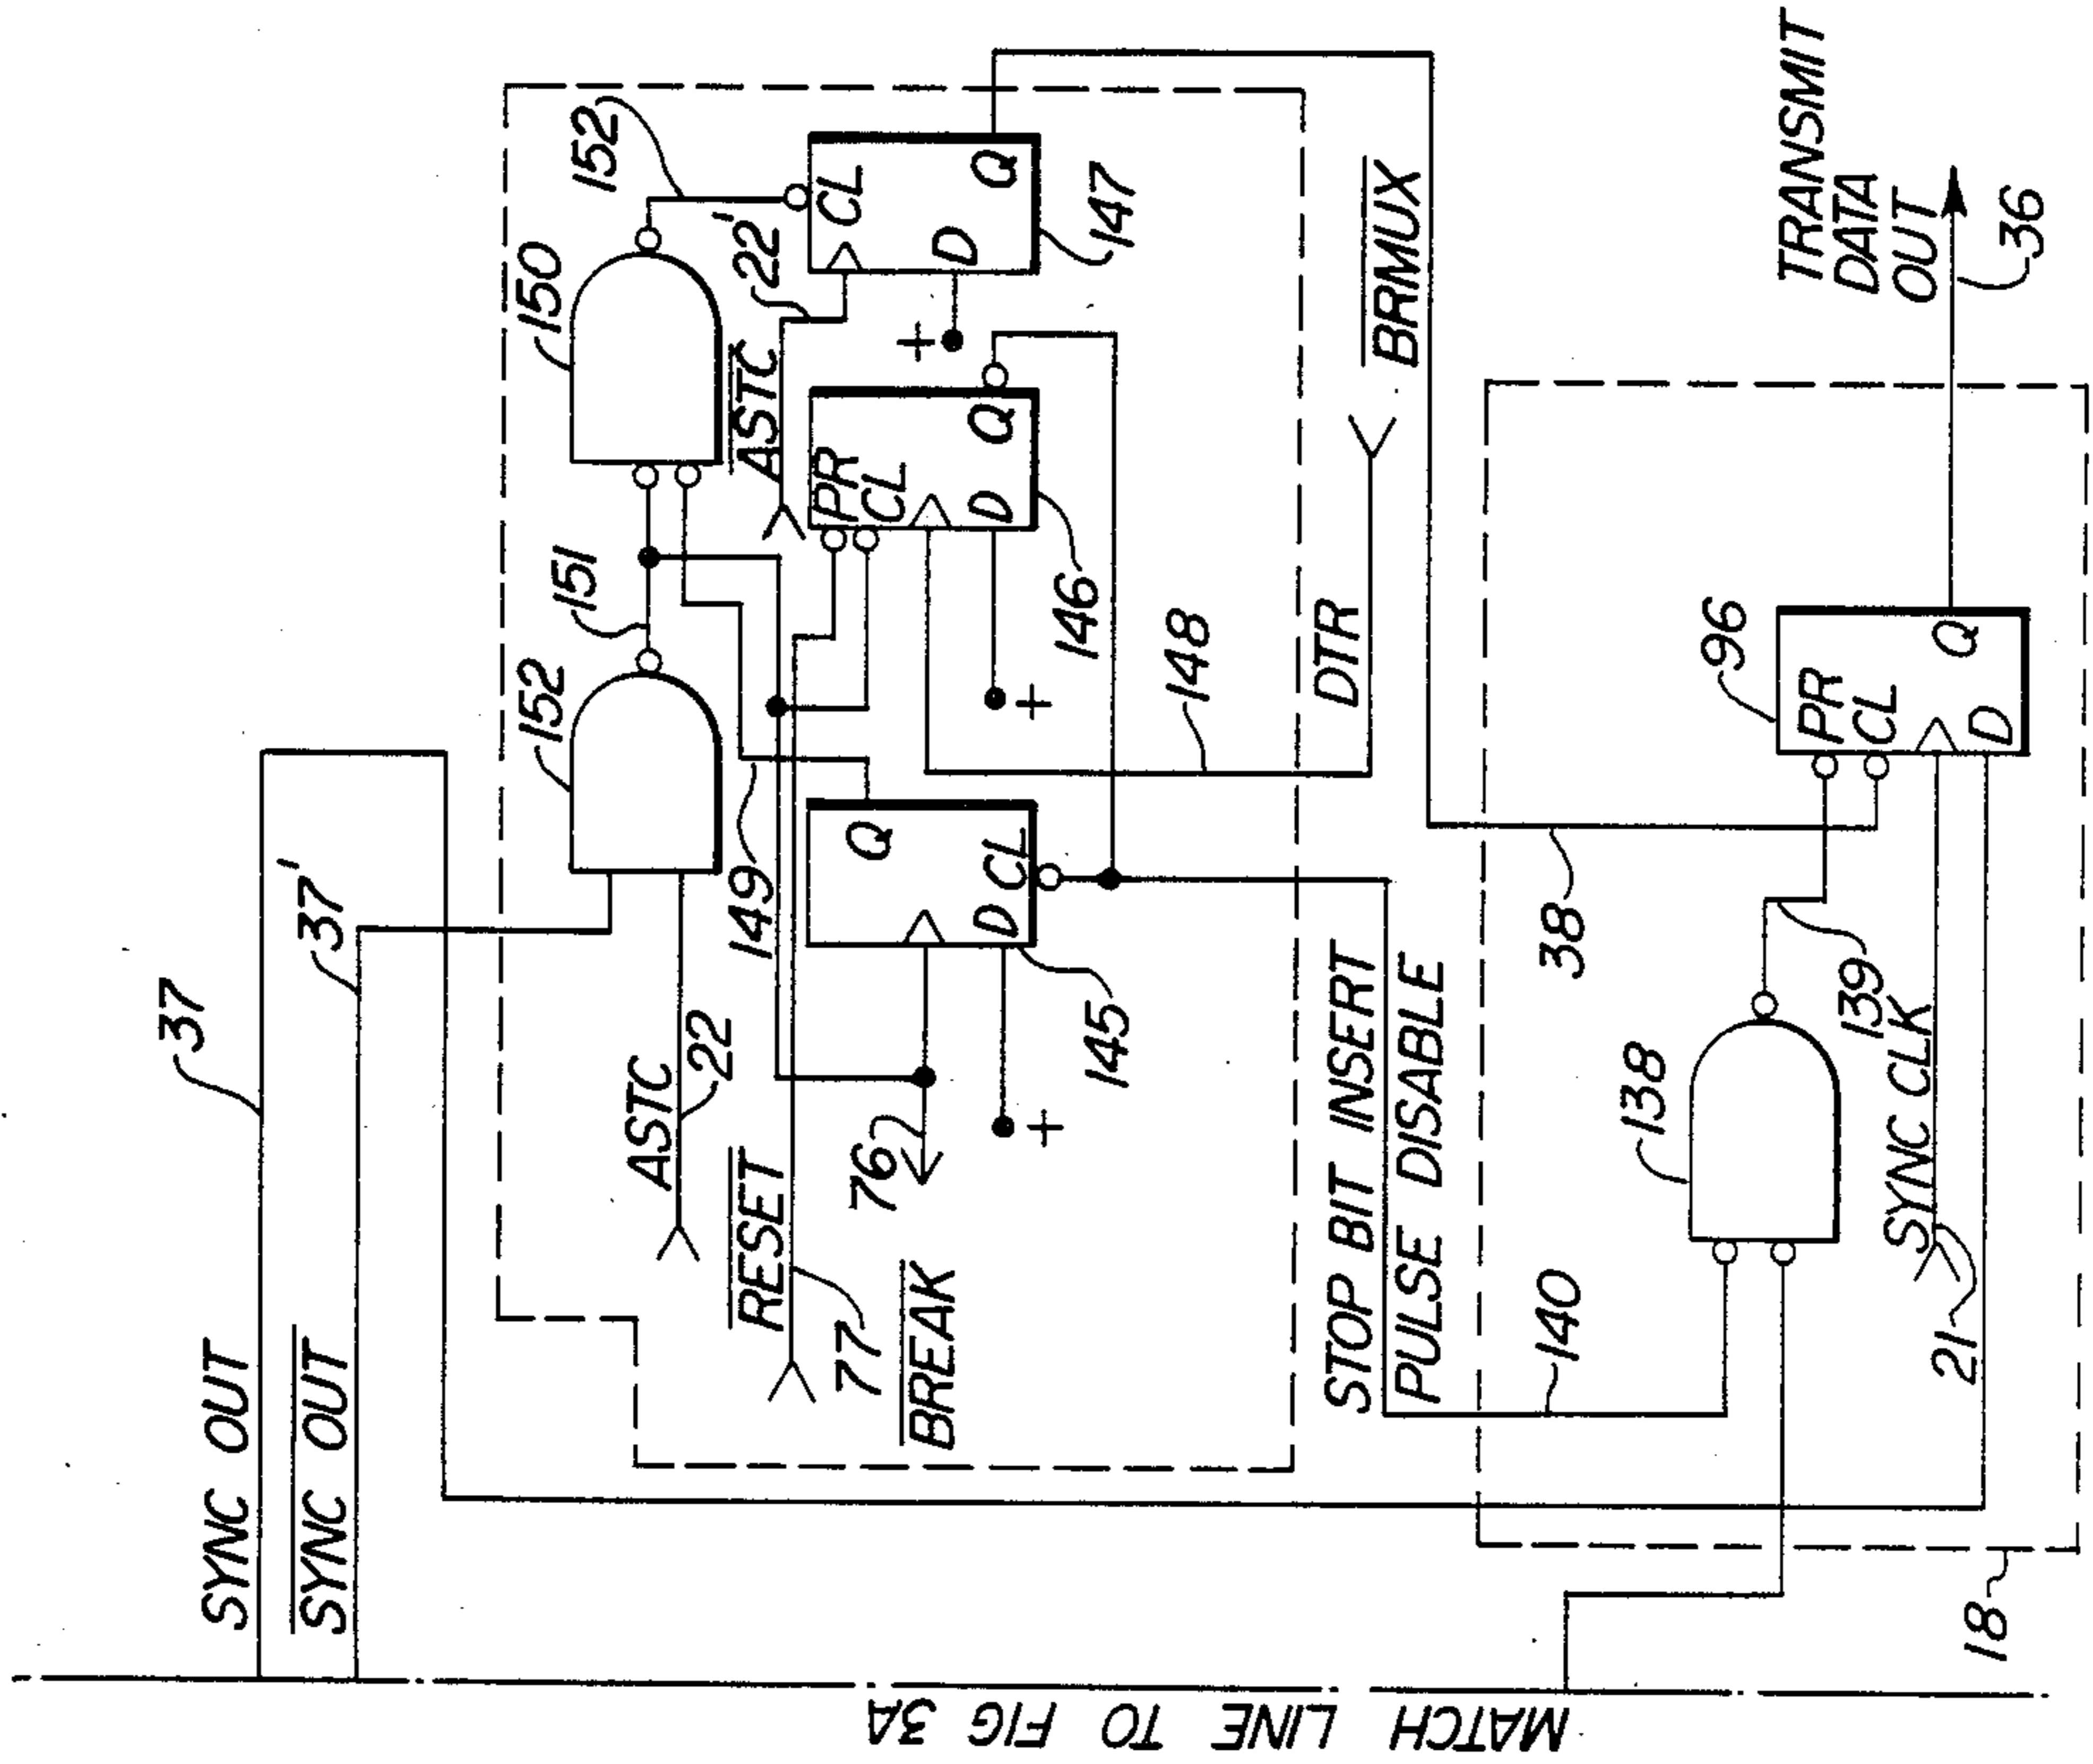 37
SYNC OUT
SYNC OUT
37'
152
150
151
152'
ASTC
22
149
ASTC
22'
RESET
77
BREAK
76
Q
D
CL
145
PR
CL
D
Q
146
CL
D
Q
147
+
+
+
148
DTR
BRMUX
STOP BIT INSERT
PULSE DISABLE
140
38
138
139
SYNC CLK
21
96
PR
CL
D
Q
TRANSMIT
DATA
OUT
36
18
MATCH LINE TO FIG 3A